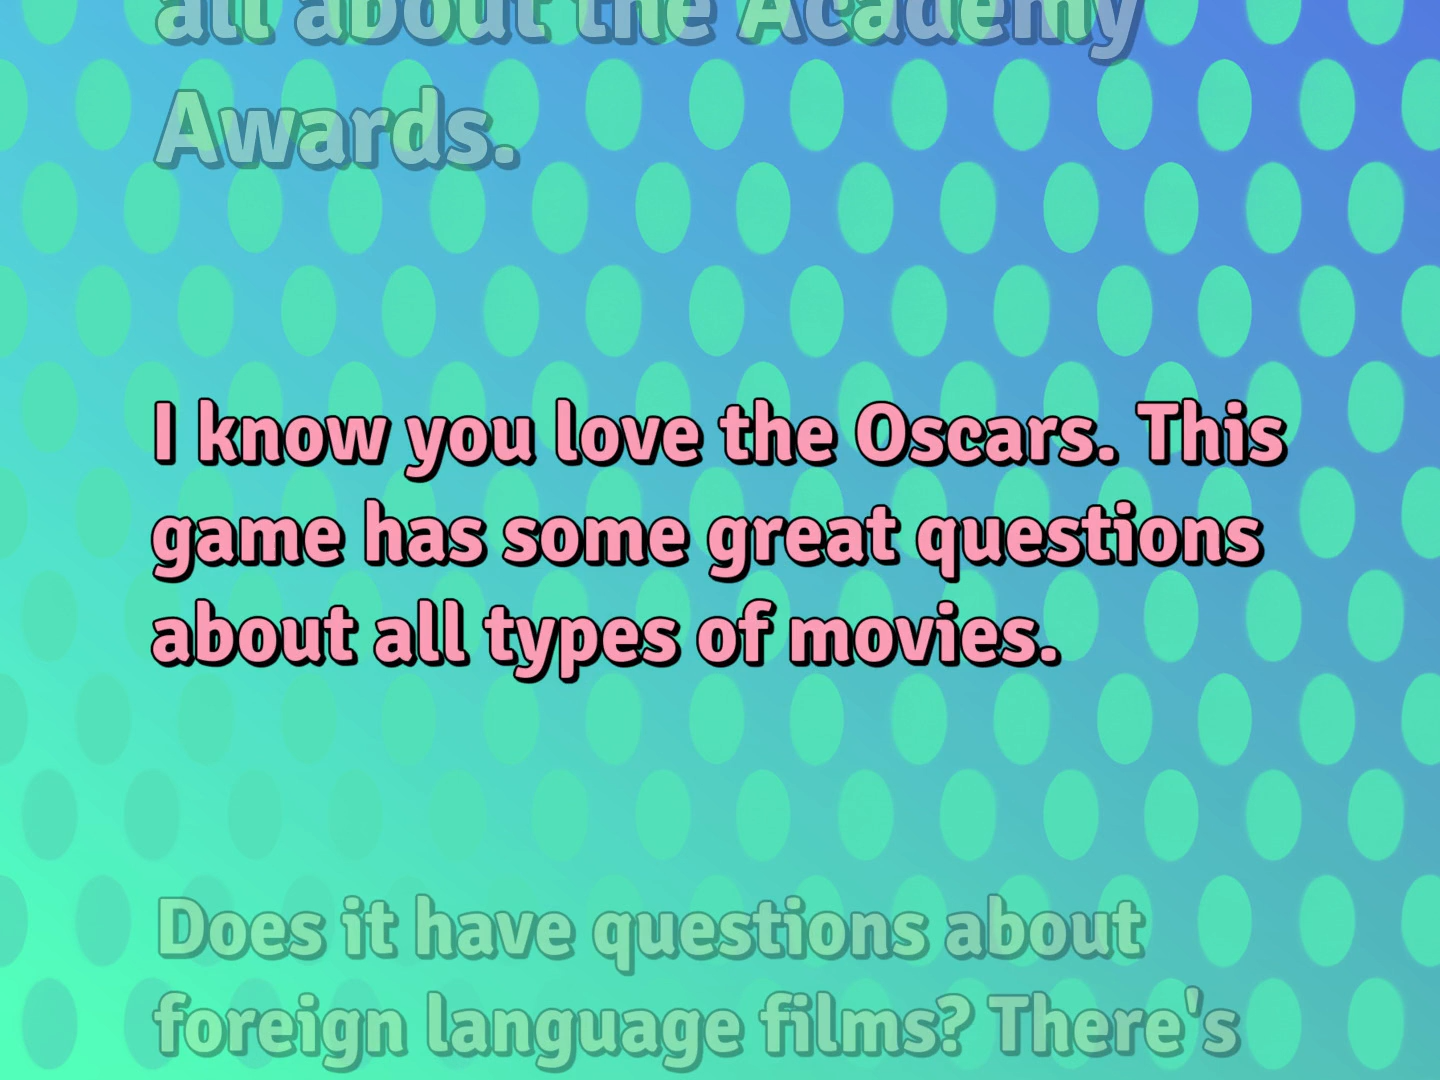 all about the Academy
Awards.
I know you love the Oscars. This
game has some great questions
about all types of movies.
Does it have questions about
foreign language films? There's